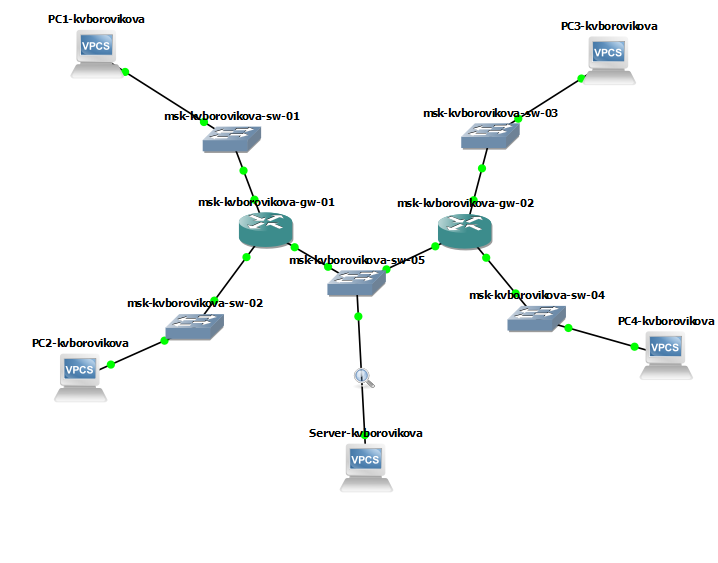 PC1-kvborovikova
VPCS
PC3-kvborovikova
VPCS
msk-kvborovikova-sw-01
msk-kvborovikova-sw-03
msk-kvborovikova-gw-01
msk-kvborovikova-gw-02
msk-kvborovikova-sw-05
msk-kvborovikova-sw-02
msk-kvborovikova-sw-04
PC2-kvborovikova
VPCS
PC4-kvborovikova
VPCS
Server-kvborovikova
VPCS